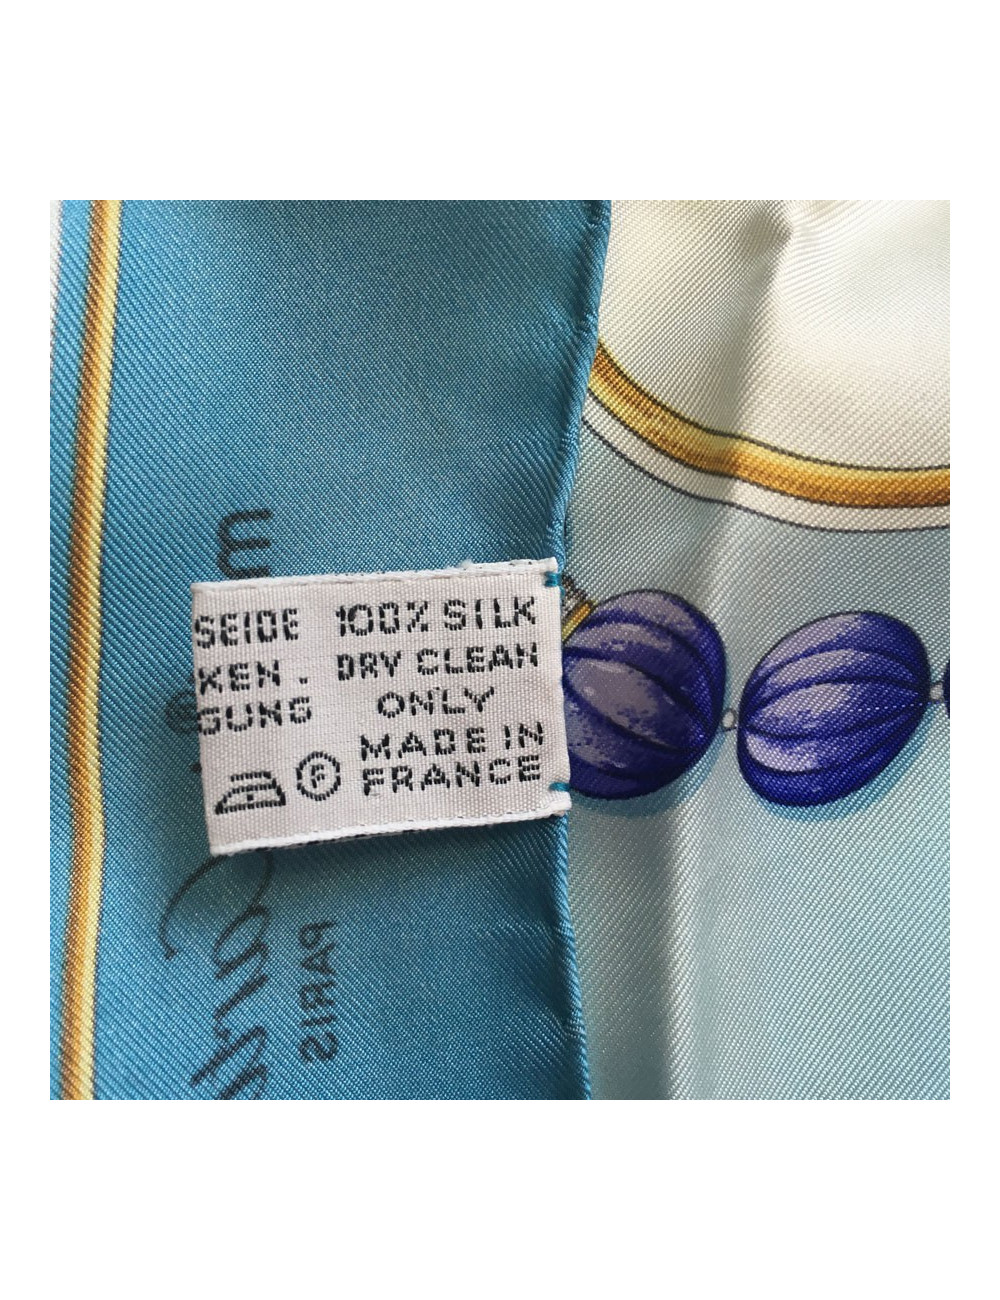 SEIDE 100% SILK
KEN. DRY CLEAN
GUNG ONLY
MADE IN
FRANCE
F
PARIS